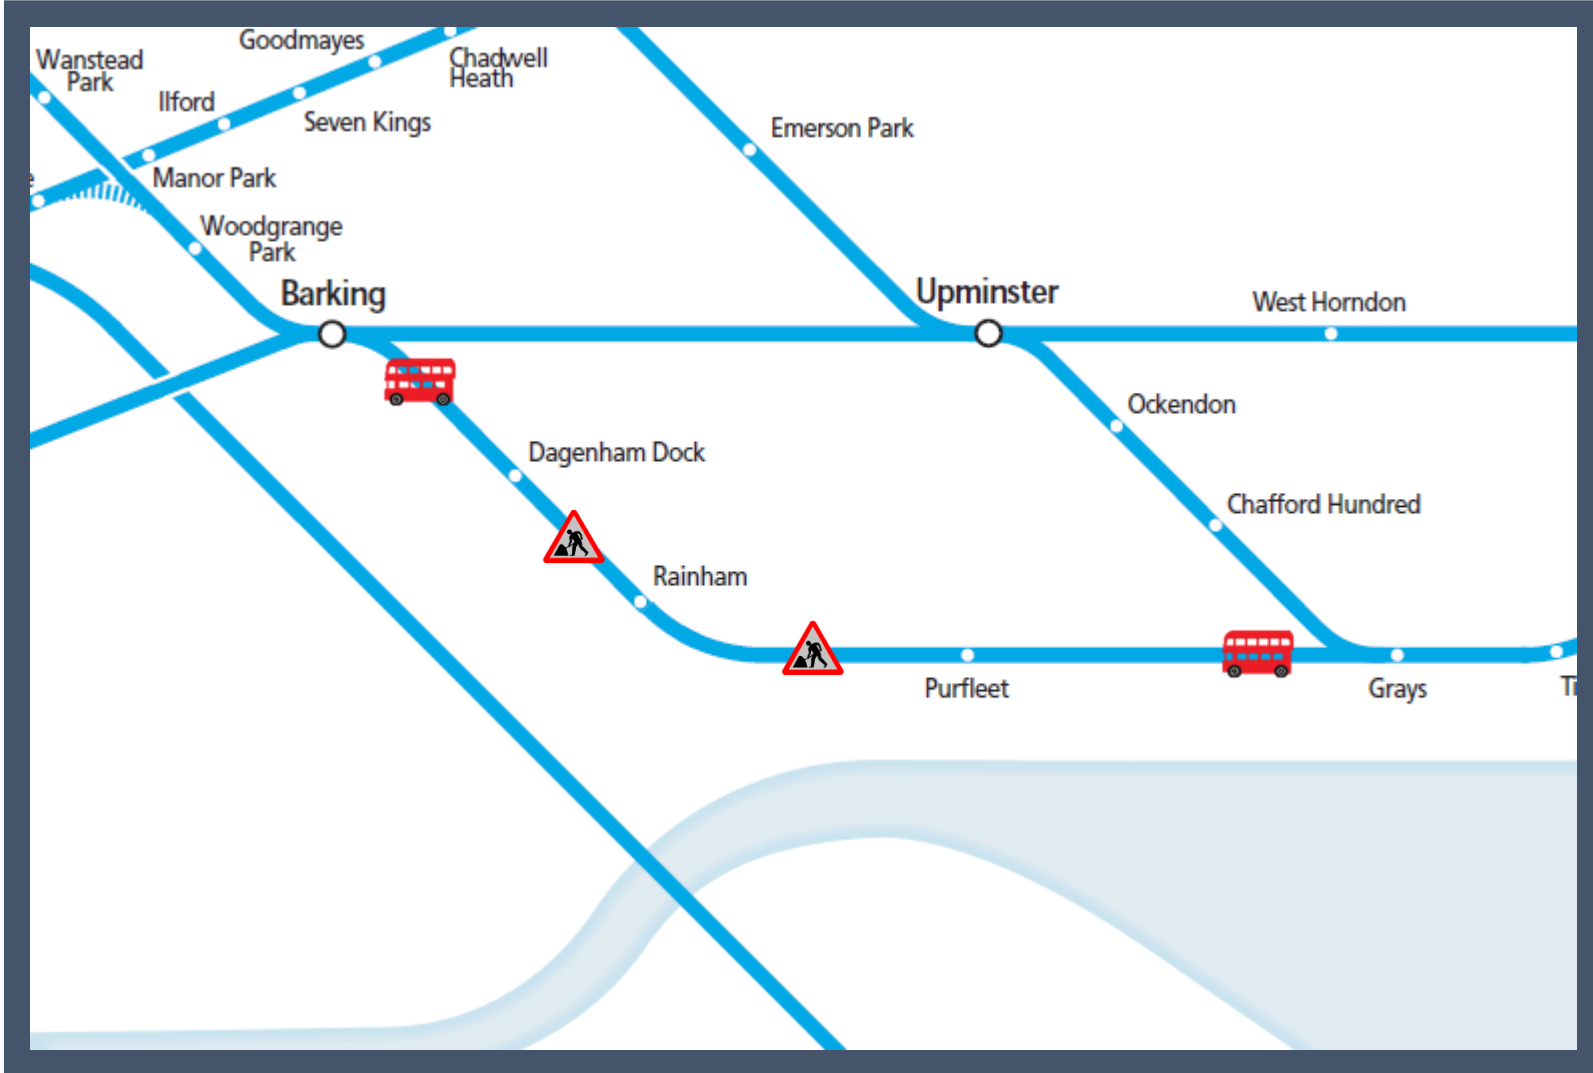 Goodmayes
Wanstead
Park
Chadwell
Heath
Ilford
Seven Kings
Emerson Park
Manor Park
Woodgrange
Park
Barking
Upminster
West Horndon
Ockendon
Dagenham Dock
Chafford Hundred
Rainham
Purfleet
Grays